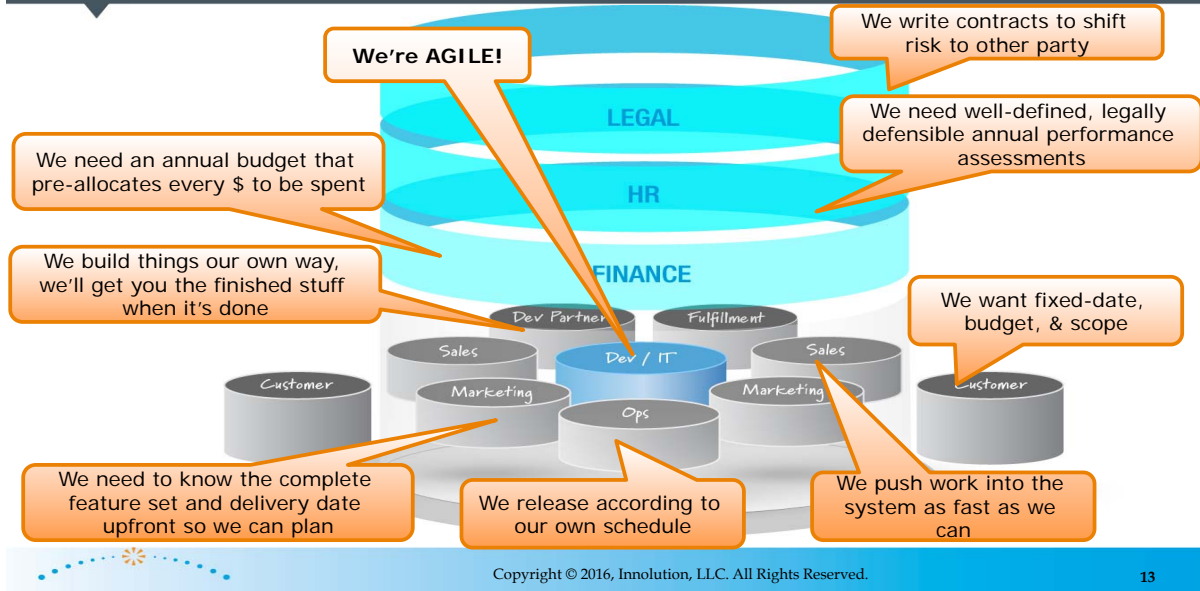 We write contracts to shift
risk to other party
We're AGILE!
LEGAL
We need well-defined, legally
defensible annual performance
assessments
We need an annual budget that
pre-allocates every $ to be spent
HR
We build things our own way,
we'll get you the finished stuff
when it's done
FINANCE
We want fixed-date,
budget, & scope
Dev Partner
Fulfillment
Sales
Dev / IT
Sales
Customer
Marketing
Marketing
Customer
Ops
We need to know the complete
feature set and delivery date
upfront so we can plan
We release according to
our own schedule
We push work into the
system as fast as we
can
Copyright © 2016, Innolution, LLC. All Rights Reserved.
13